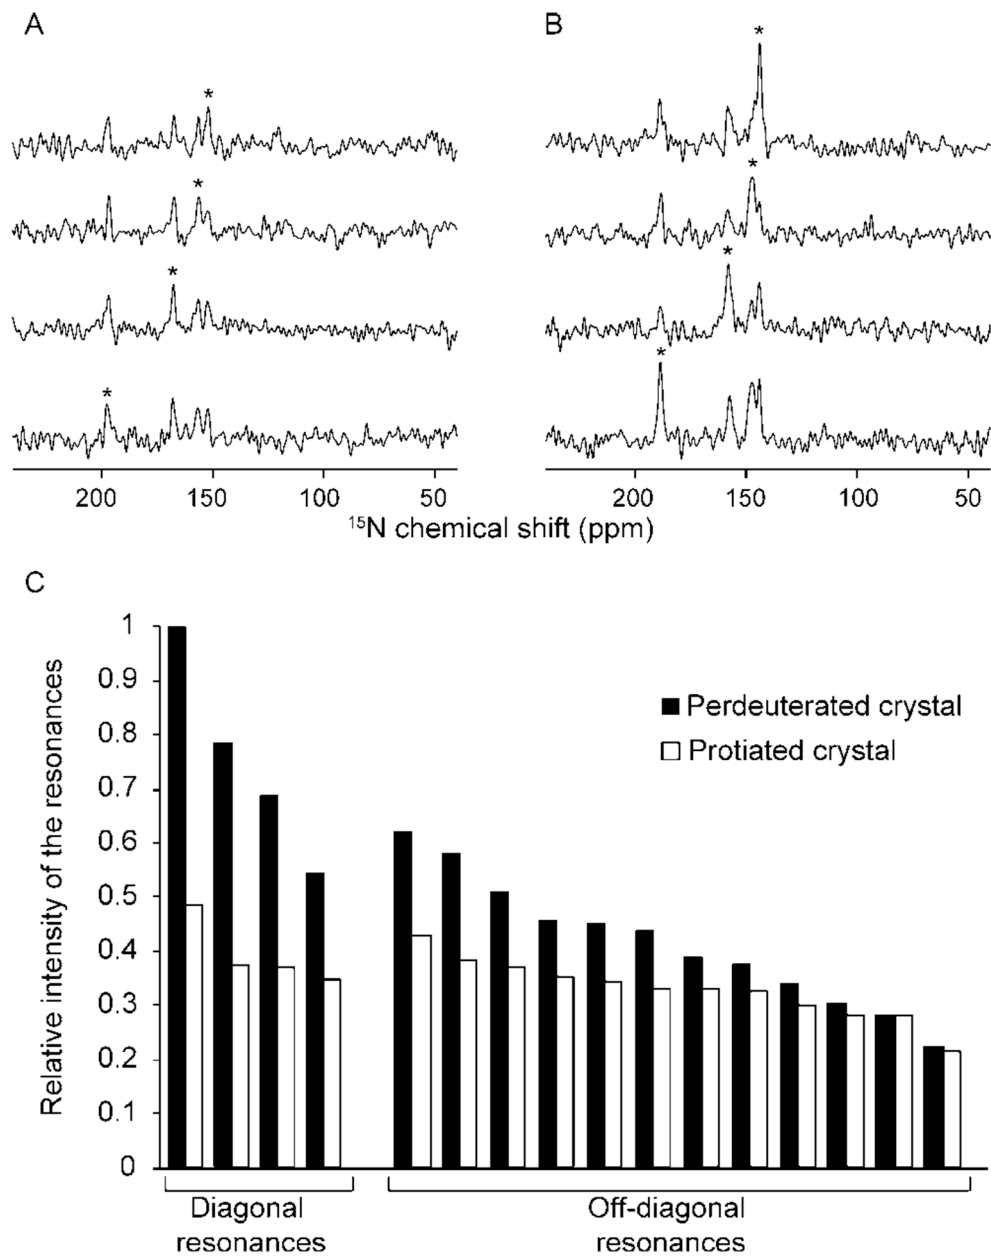 A
B
*
*
*
*
*
*
*
*
200 150 100 50
200 150 100 50
¹⁵N chemical shift (ppm)
C
Relative intensity of the resonances
1
0.9
0.8
0.7
0.6
0.5
0.4
0.3
0.2
0.1
0
Perdeuterated crystal
Protiated crystal
Diagonal
resonances
Off-diagonal
resonances